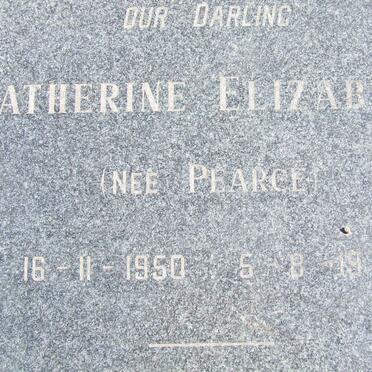 OUR DARLING
ATHERINE ELIZAB
(NEE PEARCE)
16-11-1950 5-8-19